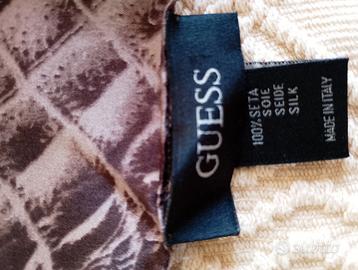 GUESS
100% SETA
SOIE
SEIDE
SILK
MADE IN ITALY